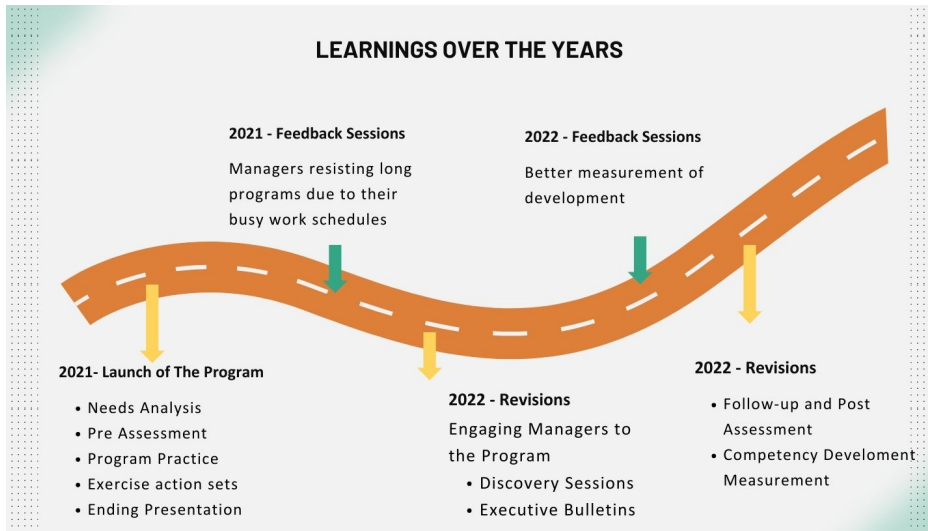 LEARNINGS OVER THE YEARS
2021 - Feedback Sessions
Managers resisting long
programs due to their
busy work schedules
2022 - Feedback Sessions
Better measurement of
development
2021- Launch of The Program
• Needs Analysis
• Pre Assessment
• Program Practice
• Exercise action sets
• Ending Presentation
2022 - Revisions
Engaging Managers to
the Program
• Discovery Sessions
• Executive Bulletins
2022 - Revisions
• Follow-up and Post
Assessment
• Competency Develoment
Measurement